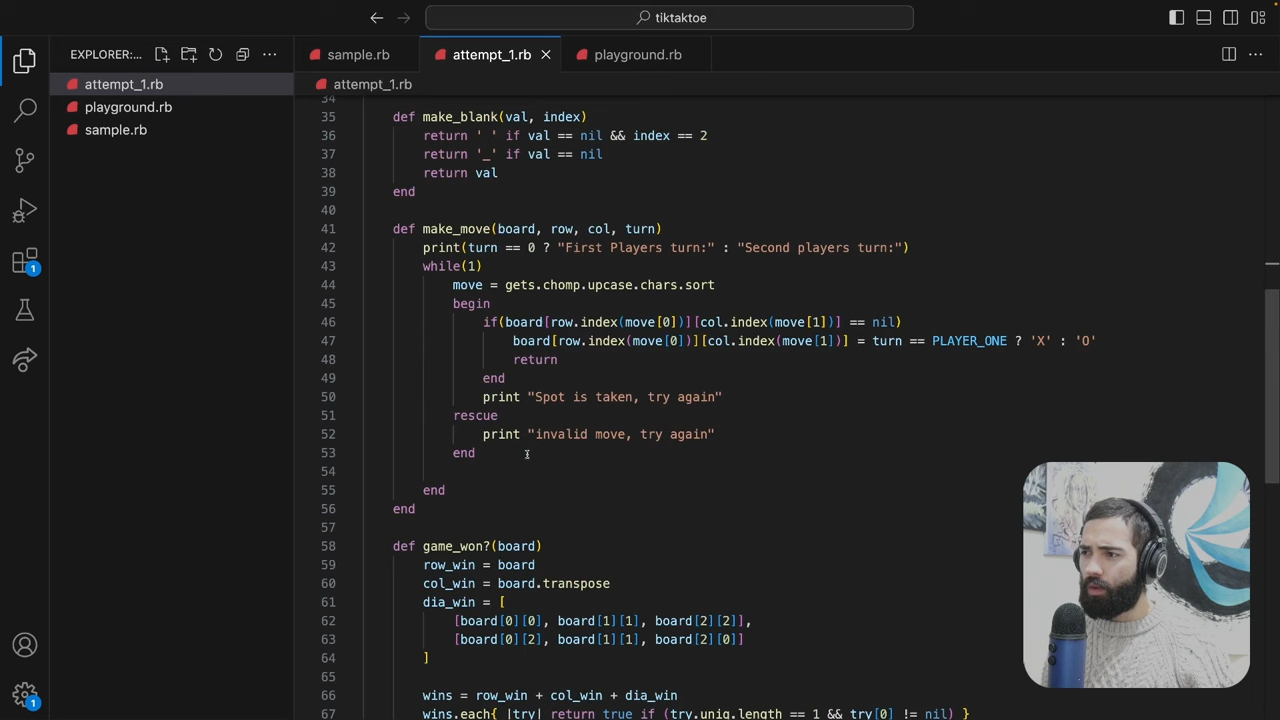 tiktaktoe
EXPLORER:...
sample.rb
attempt_1.rb
playground.rb
attempt_1.rb
attempt_1.rb
playground.rb
sample.rb
34
35 def make_blank(val, index)
36 return ' ' if val == nil && index == 2
37 return '_' if val == nil
38 return val
39 end
40
41 def make_move(board, row, col, turn)
42 print(turn == 0 ? "First Players turn:" : "Second players turn:")
43 while(1)
44 move = gets.chomp.upcase.chars.sort
45 begin
46 if(board[row.index(move[0])][col.index(move[1])] == nil)
47 board[row.index(move[0])][col.index(move[1])] = turn == PLAYER_ONE ? 'X' : 'O'
48 return
49 end
50 print "Spot is taken, try again"
51 rescue
52 print "invalid move, try again"
53 end
54
55 end
56 end
57
58 def game_won?(board)
59 row_win = board
60 col_win = board.transpose
61 dia_win = [
62 [board[0][0], board[1][1], board[2][2]],
63 [board[0][2], board[1][1], board[2][0]]
64 ]
65
66 wins = row_win + col_win + dia_win
67 wins.each{ |try| return true if (try.uniq.length == 1 && try[0] != nil) }
1
1